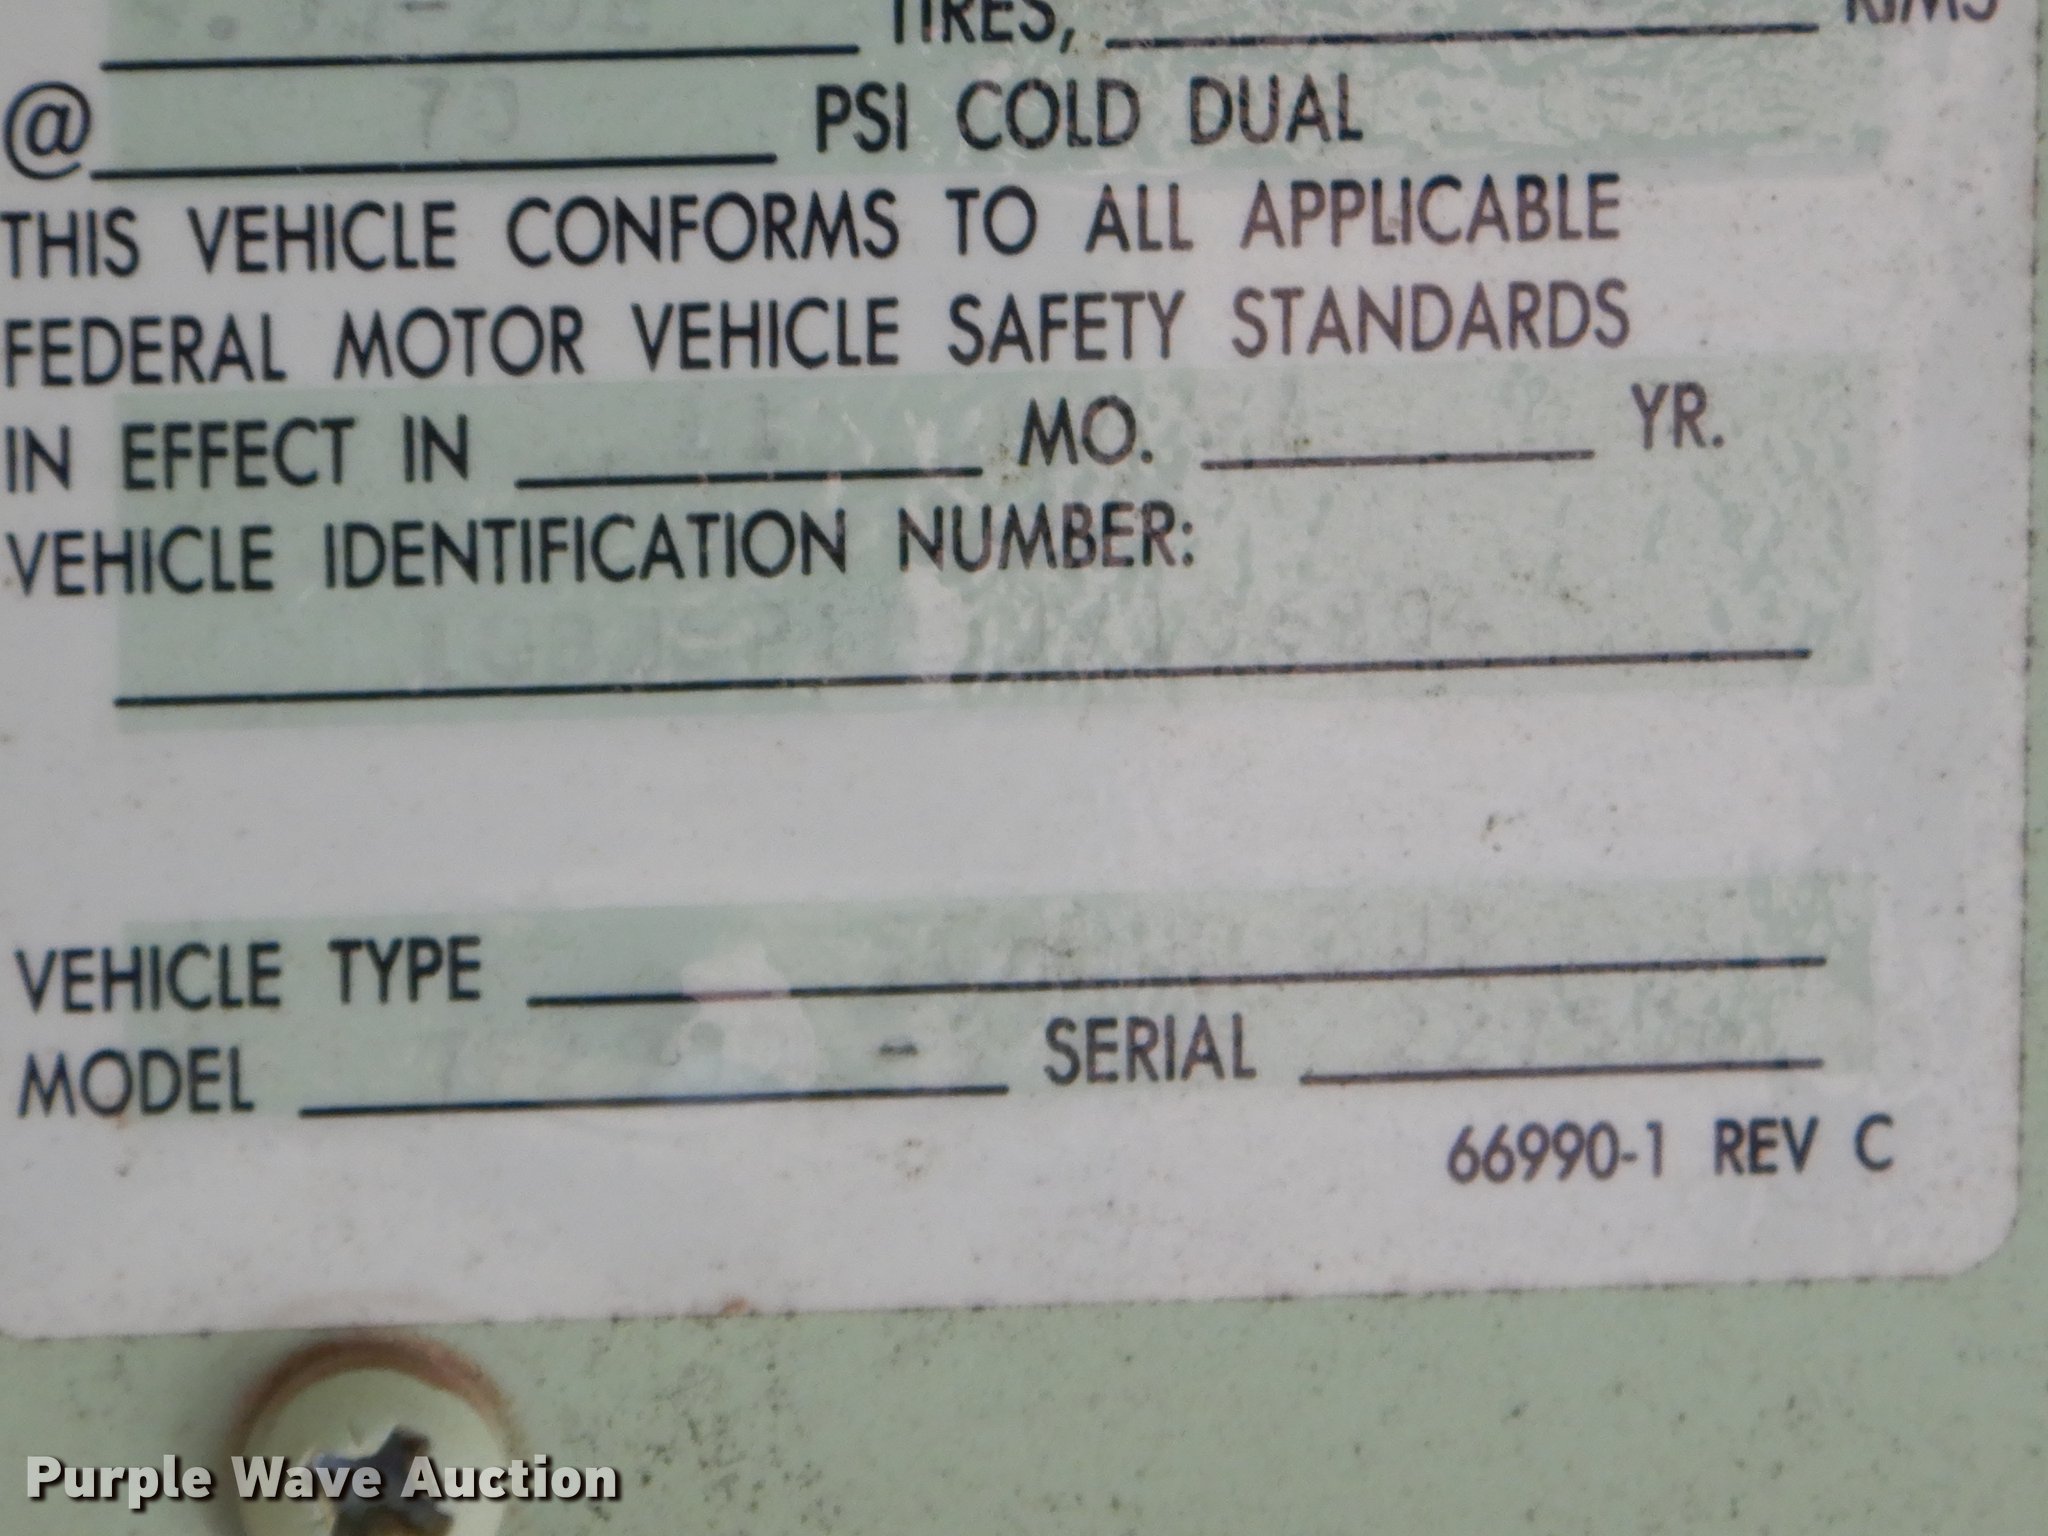 TIRES, RIMS
@ PSI COLD DUAL
THIS VEHICLE CONFORMS TO ALL APPLICABLE
FEDERAL MOTOR VEHICLE SAFETY STANDARDS
IN EFFECT IN MO. YR.
VEHICLE IDENTIFICATION NUMBER:
VEHICLE TYPE
MODEL - SERIAL
66990-1 REV C
Purple Wave Auction